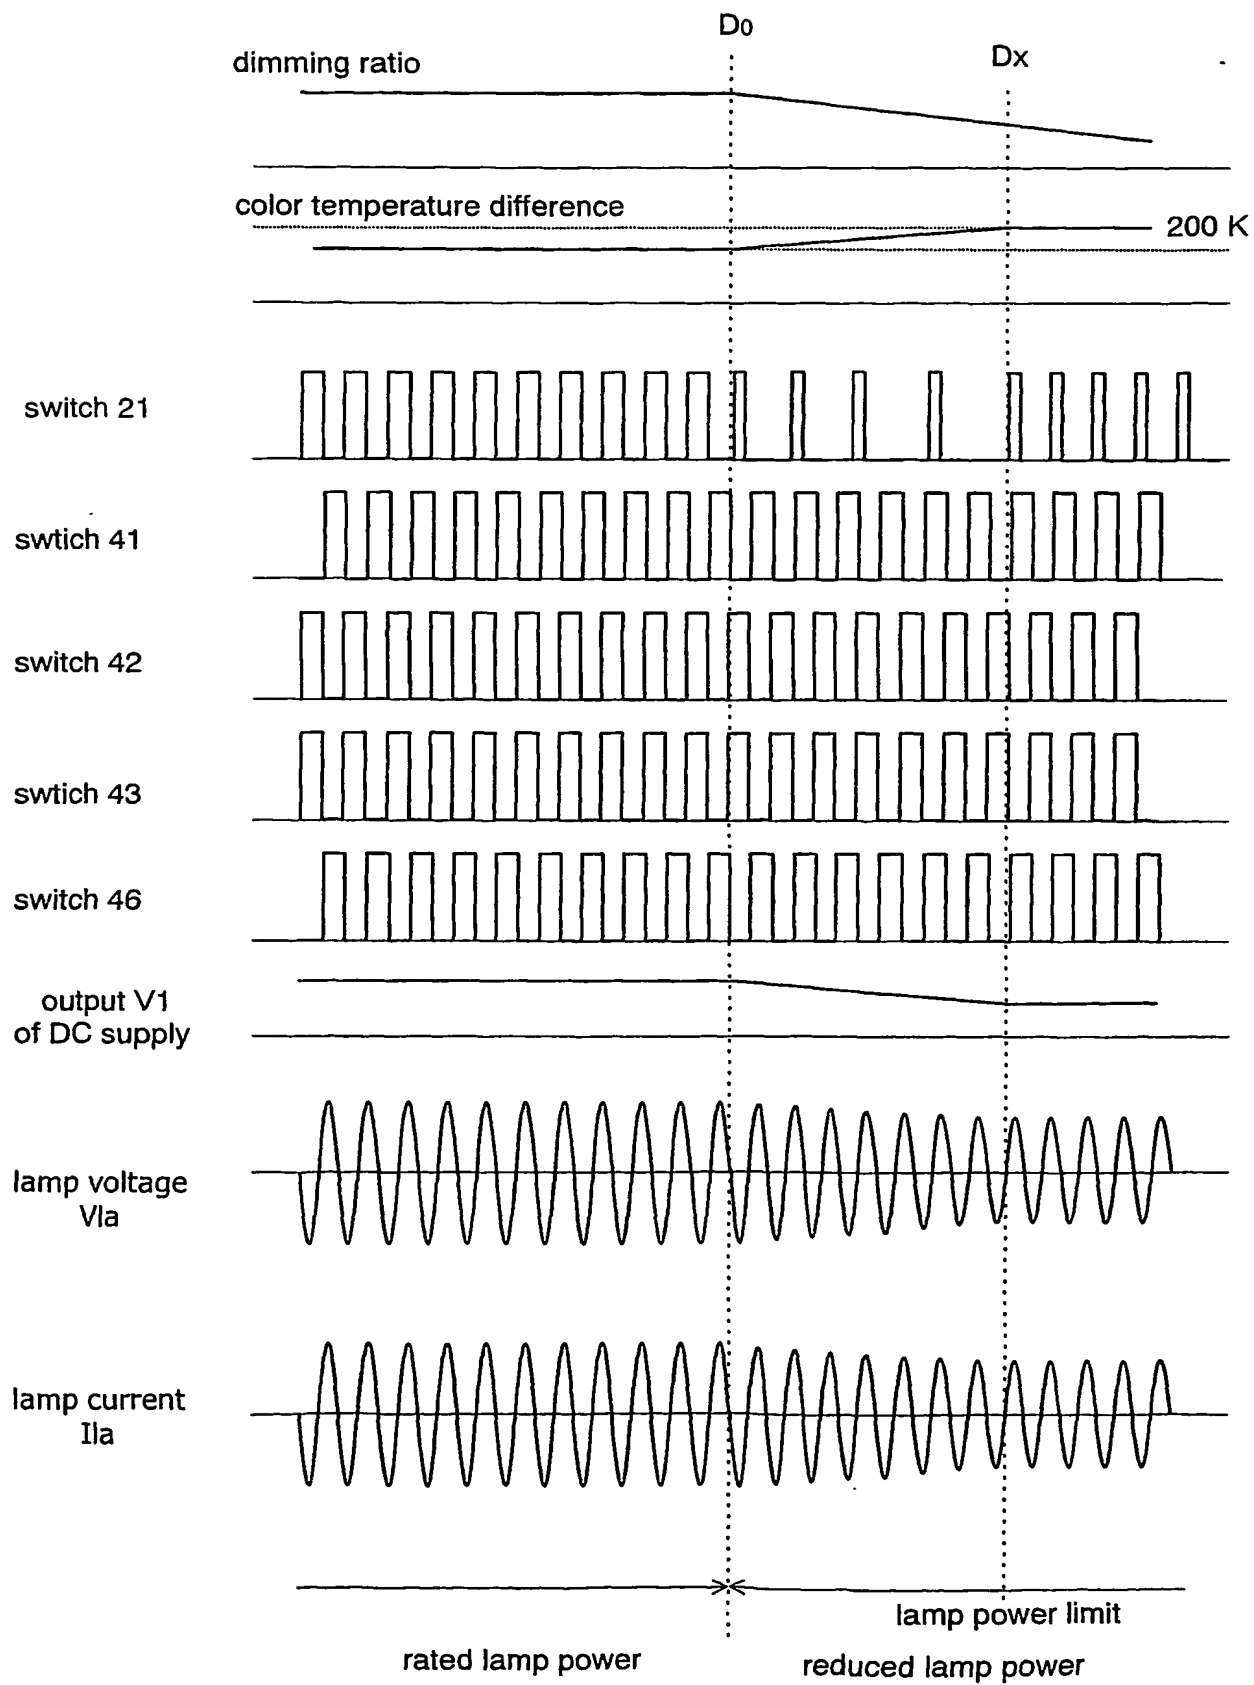 D0
dimming ratio
Dx
color temperature difference
200 K
switch 21
swtich 41
switch 42
swtich 43
switch 46
output V1
of DC supply
lamp voltage
Vla
lamp current
Ila
lamp power limit
rated lamp power
reduced lamp power